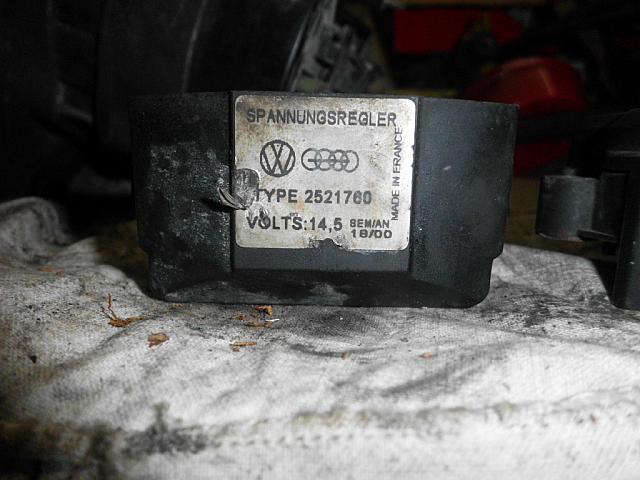 SPANNUNGSREGLER
TYPE 2521760
VOLTS:14,5 SEM/AN
18/00
MADE IN FRANCE